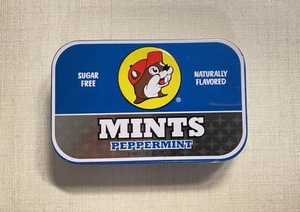 SUGAR
FREE
NATURALLY
FLAVORED
®
MINTS
PEPPERMINT